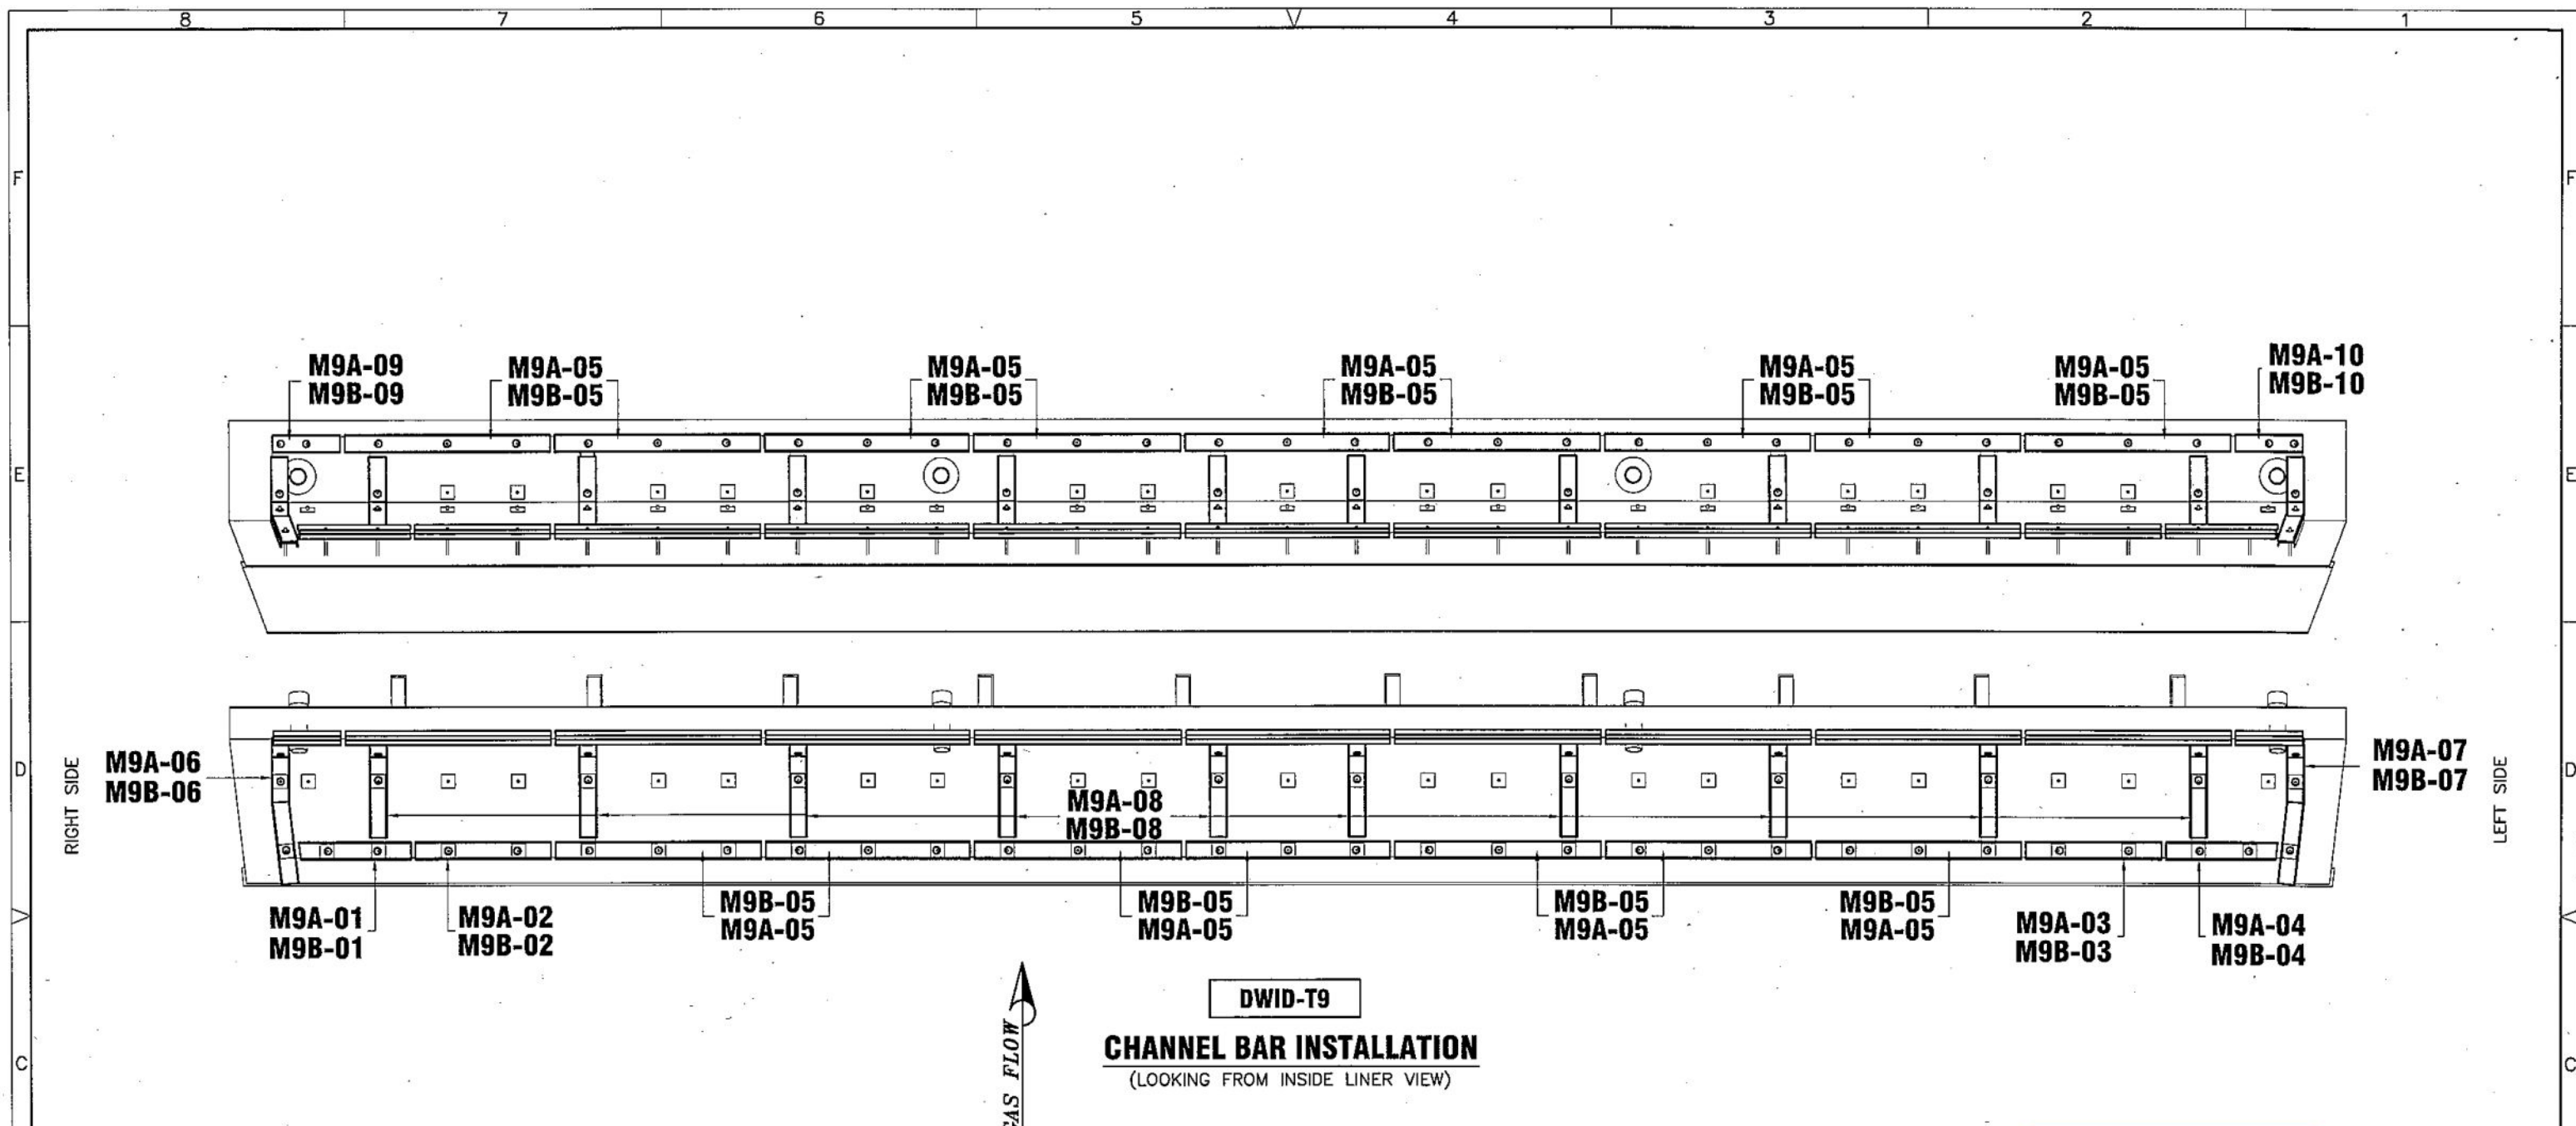 8 7 6 5 4 3 2 1
F F
M9A-09 M9A-05 M9A-05 M9A-05 M9A-05 M9A-05 M9A-10
M9B-09 M9B-05 M9B-05 M9B-05 M9B-05 M9B-05 M9B-10
E E
D D
RIGHT SIDE
M9A-06
M9B-06
M9A-08
M9B-08
M9A-07
M9B-07
LEFT SIDE
M9A-01 M9A-02 M9B-05 M9B-05 M9B-05 M9B-05 M9A-03 M9A-04
M9B-01 M9B-02 M9A-05 M9A-05 M9A-05 M9A-05 M9B-03 M9B-04
DWID-T9
CHANNEL BAR INSTALLATION
(LOOKING FROM INSIDE LINER VIEW)
GAS FLOW
C C